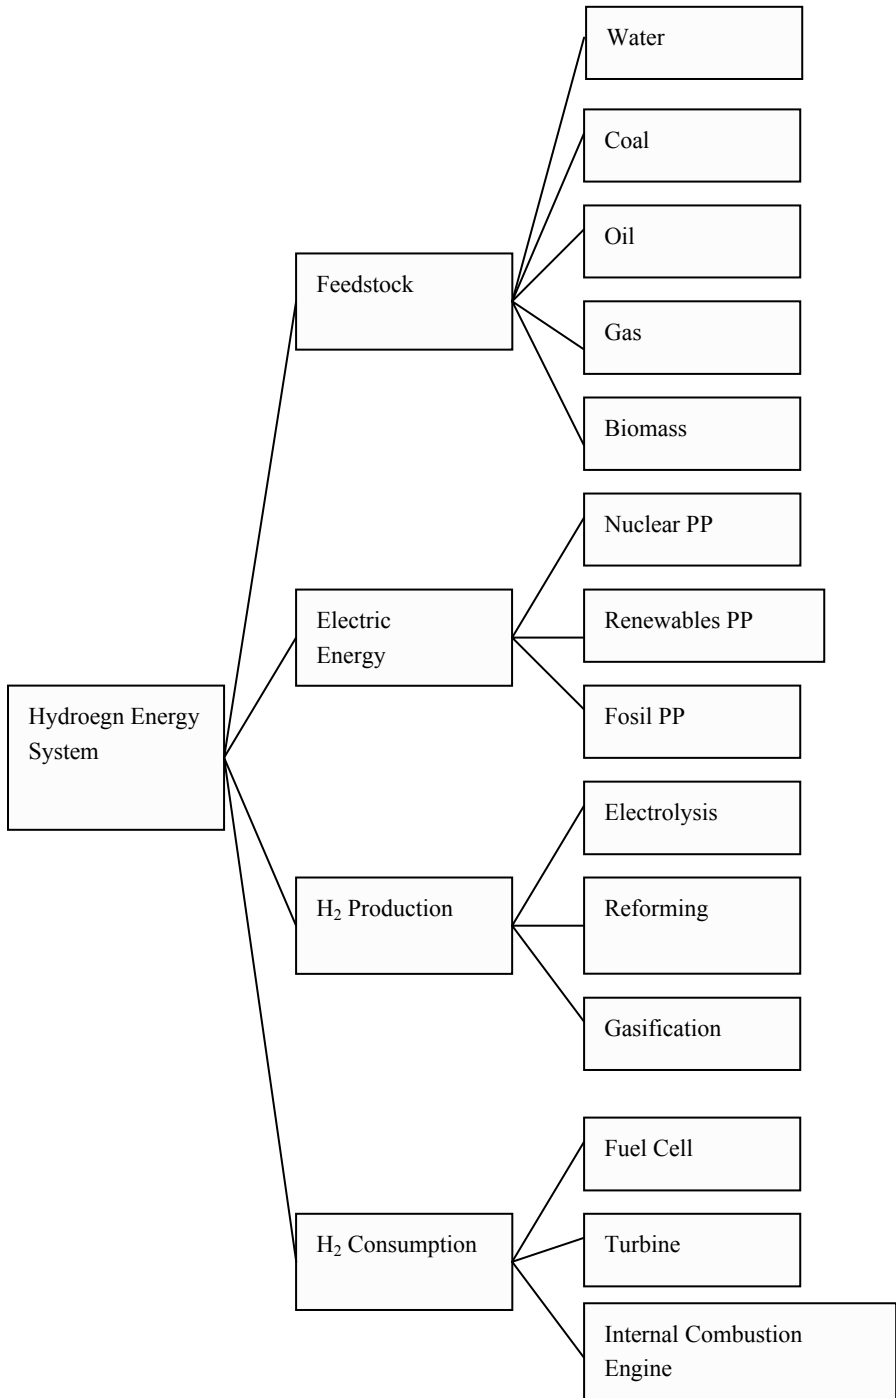 Water
Coal
Oil
Feedstock
Gas
Biomass
Nuclear PP
Electric
Energy
Renewables PP
Fosil PP
Hydroegn Energy
System
Electrolysis
H₂ Production
Reforming
Gasification
Fuel Cell
H₂ Consumption
Turbine
Internal Combustion
Engine